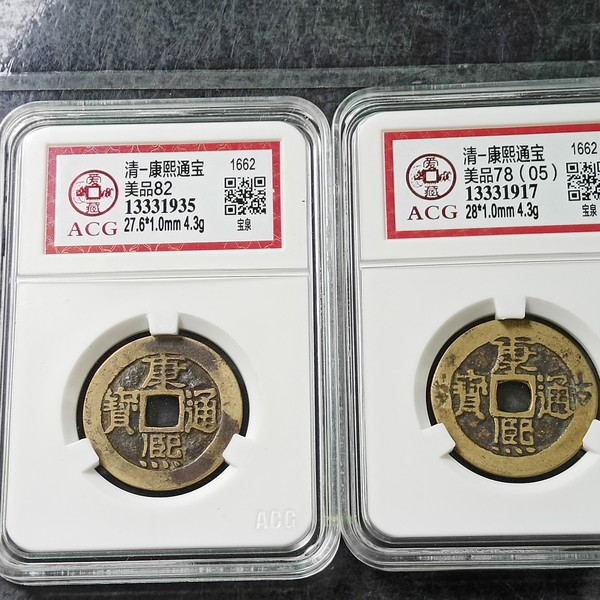 清-康熙通宝
1662
美品82
13331935
ACG
27.6*1.0mm 4.3g
宝泉
康
寶 通
熙
ACG
清-康熙通宝
1662
美品78(05)
13331917
ACG
28*1.0mm 4.3g
宝泉
康
寶 通
熙